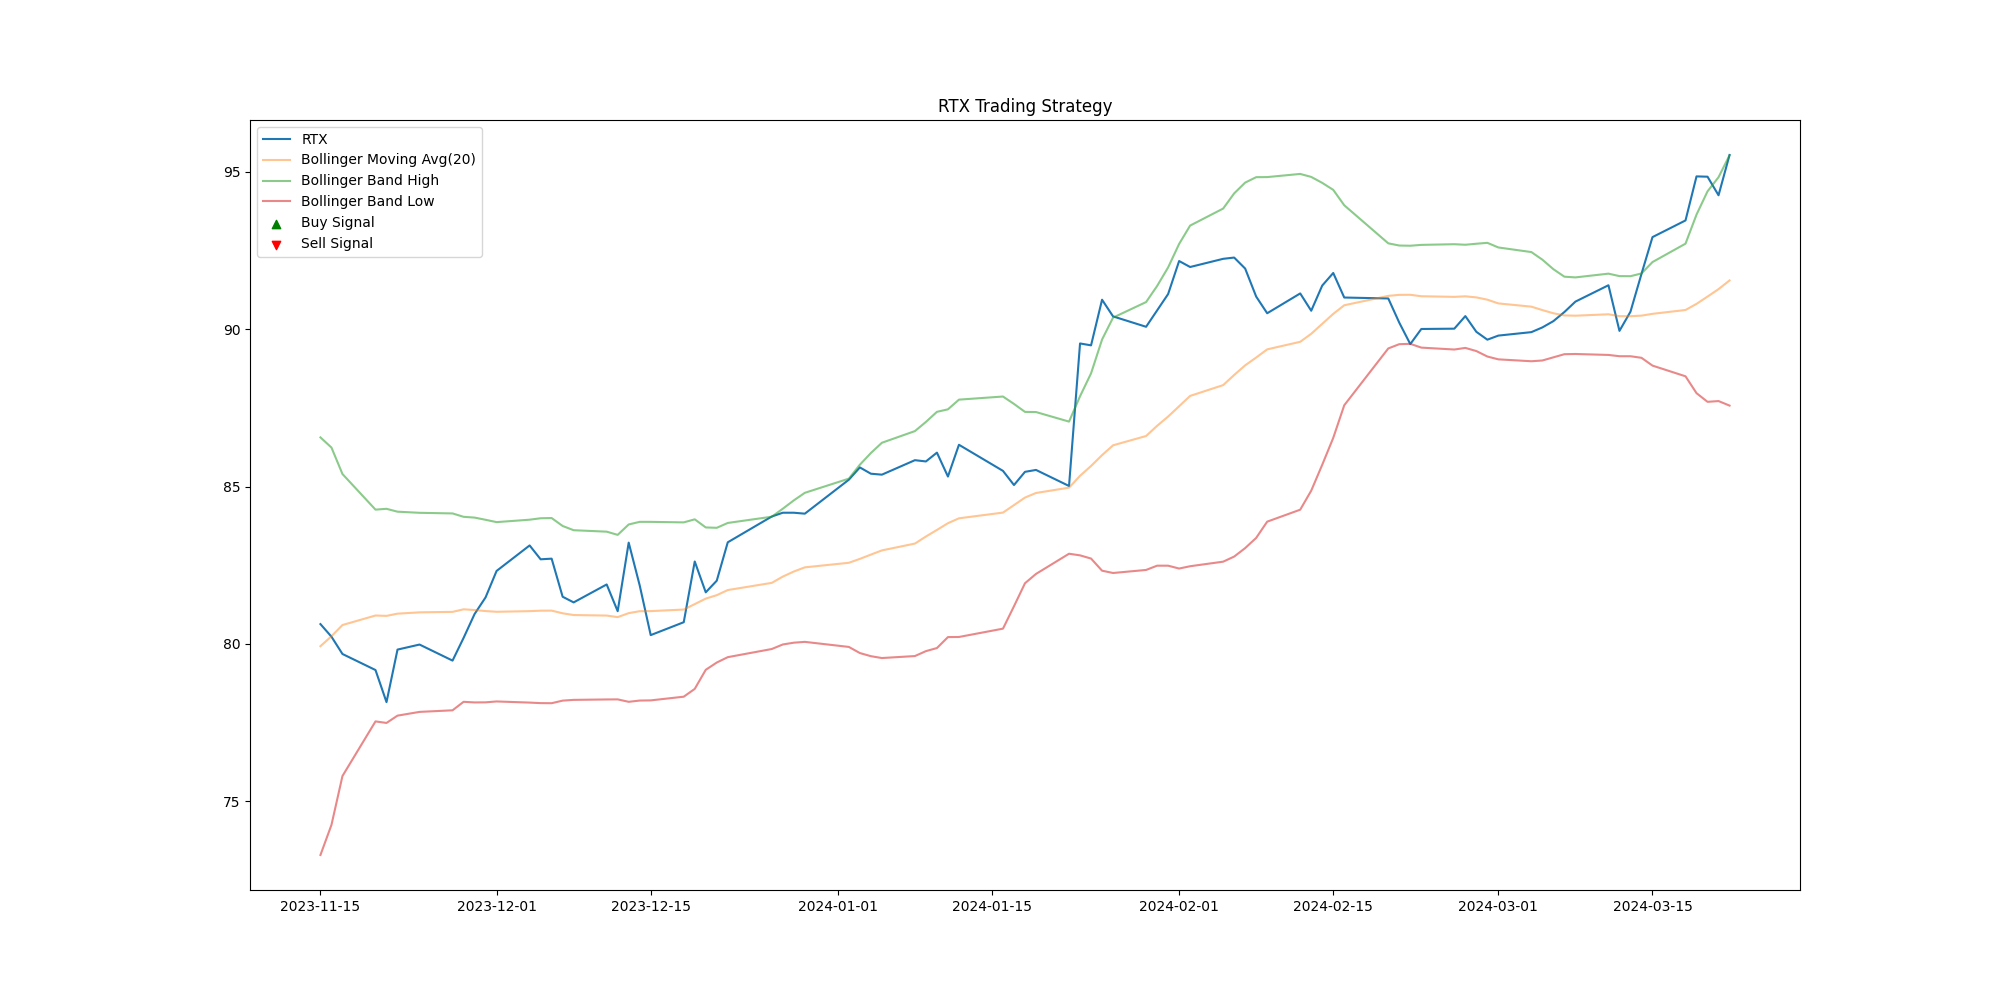 RTX Trading Strategy
RTX
Bollinger Moving Avg(20)
Bollinger Band High
Bollinger Band Low
Buy Signal
Sell Signal
95
90
85
80
75
2023-11-15 2023-12-01 2023-12-15 2024-01-01 2024-01-15 2024-02-01 2024-02-15 2024-03-01 2024-03-15